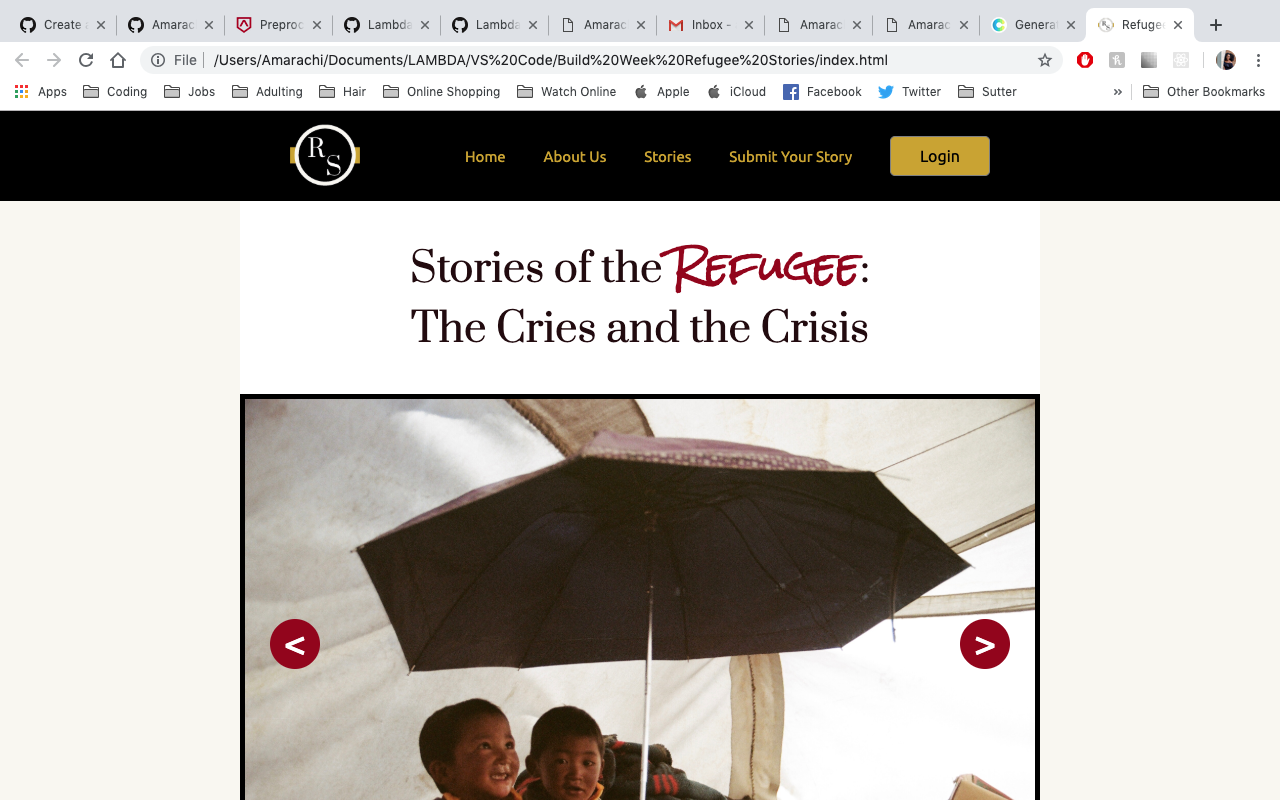 Create a
Amarac
Preproc
Lambda
Lambda
Amarac
Inbox -
Amarac
Amarac
Genera
Refugee
File /Users/Amarachi/Documents/LAMBDA/VS%20Code/Build%20Week%20Refugee%20Stories/index.html
Apps Coding Jobs Adulting Hair Online Shopping Watch Online Apple iCloud Facebook Twitter Sutter » Other Bookmarks
R S Home About Us Stories Submit Your Story Login
Stories of the Refugee:
The Cries and the Crisis
< >